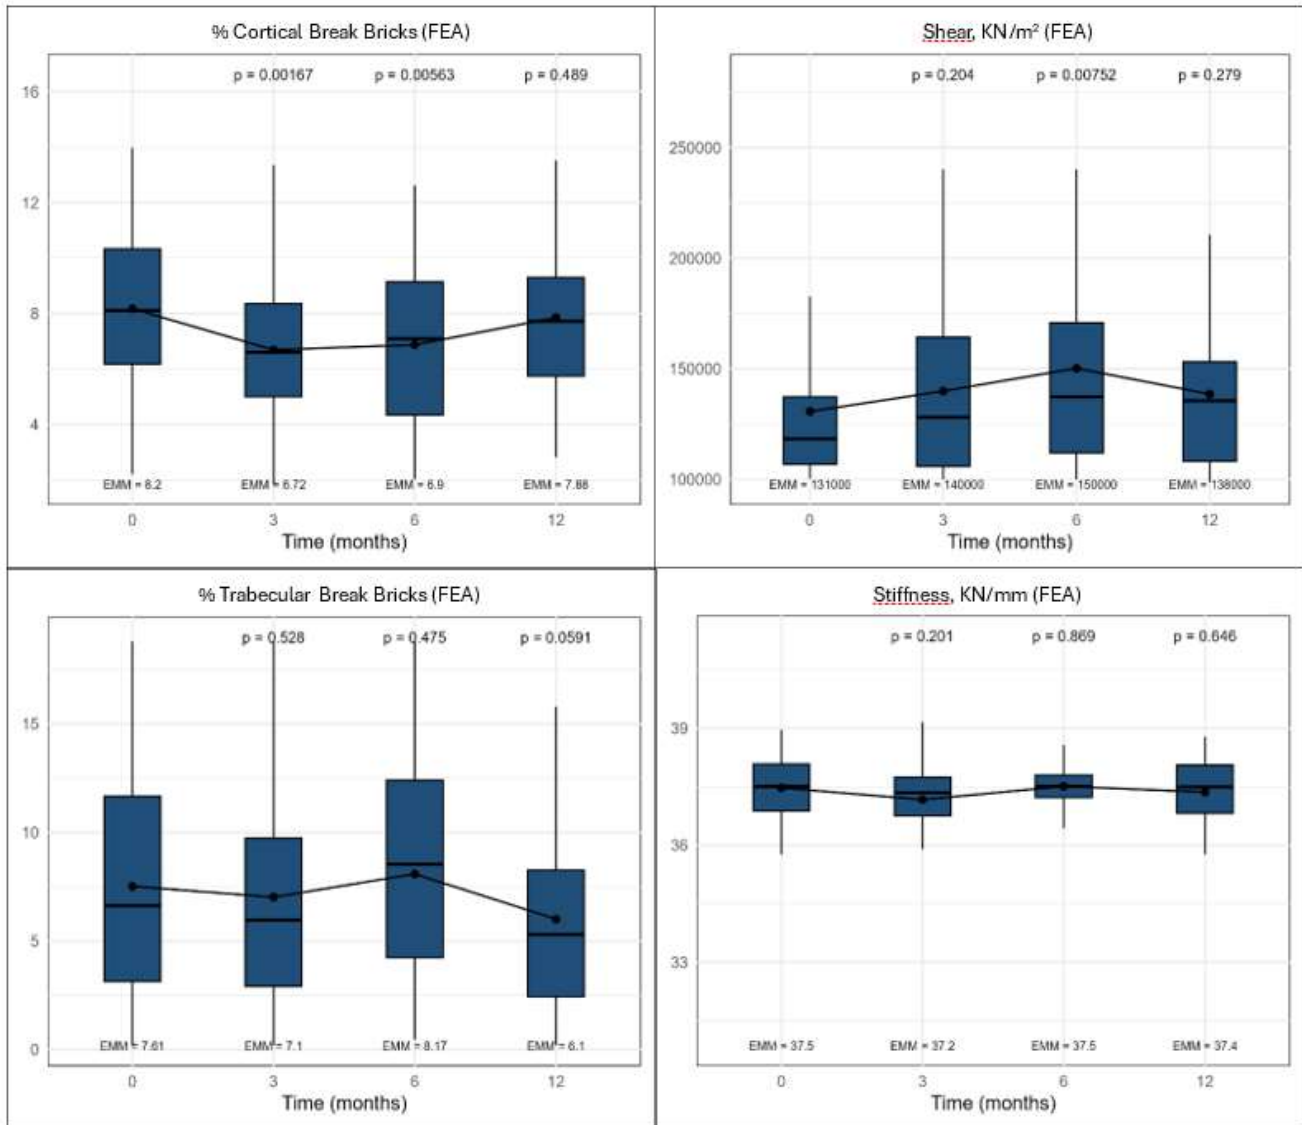 % Cortical Break Bricks (FEA)
p = 0.00167
p = 0.00563
p = 0.489
16
12
8
4
EMM = 8.2
EMM = 6.72
EMM = 6.9
EMM = 7.88
0
3
6
12
Time (months)
Shear, KN/m² (FEA)
p = 0.204
p = 0.00752
p = 0.279
250000
200000
150000
100000
EMM = 131000
EMM = 140000
EMM = 150000
EMM = 138000
0
3
6
12
Time (months)
% Trabecular Break Bricks (FEA)
p = 0.528
p = 0.475
p = 0.0591
15
10
5
0
EMM = 7.61
EMM = 7.1
EMM = 8.17
EMM = 6.1
0
3
6
12
Time (months)
Stiffness, KN/mm (FEA)
p = 0.201
p = 0.869
p = 0.646
39
36
33
EMM = 37.5
EMM = 37.2
EMM = 37.5
EMM = 37.4
0
3
6
12
Time (months)